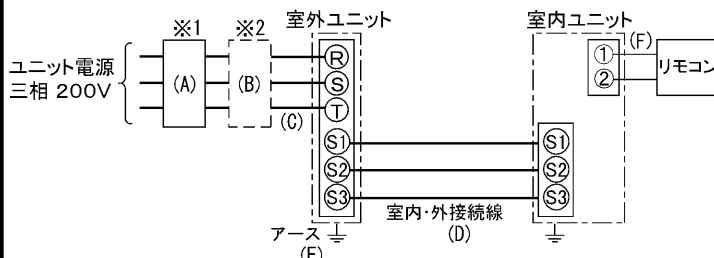 室外ユニット
室内ユニット
※1
※2
ユニット電源
三相 200V
(A)
(B)
(C)
R
S
T
S1
S2
S3
①
②
(F)
リモコン
S1
S2
S3
室内・外接続線
(D)
アース
(E)